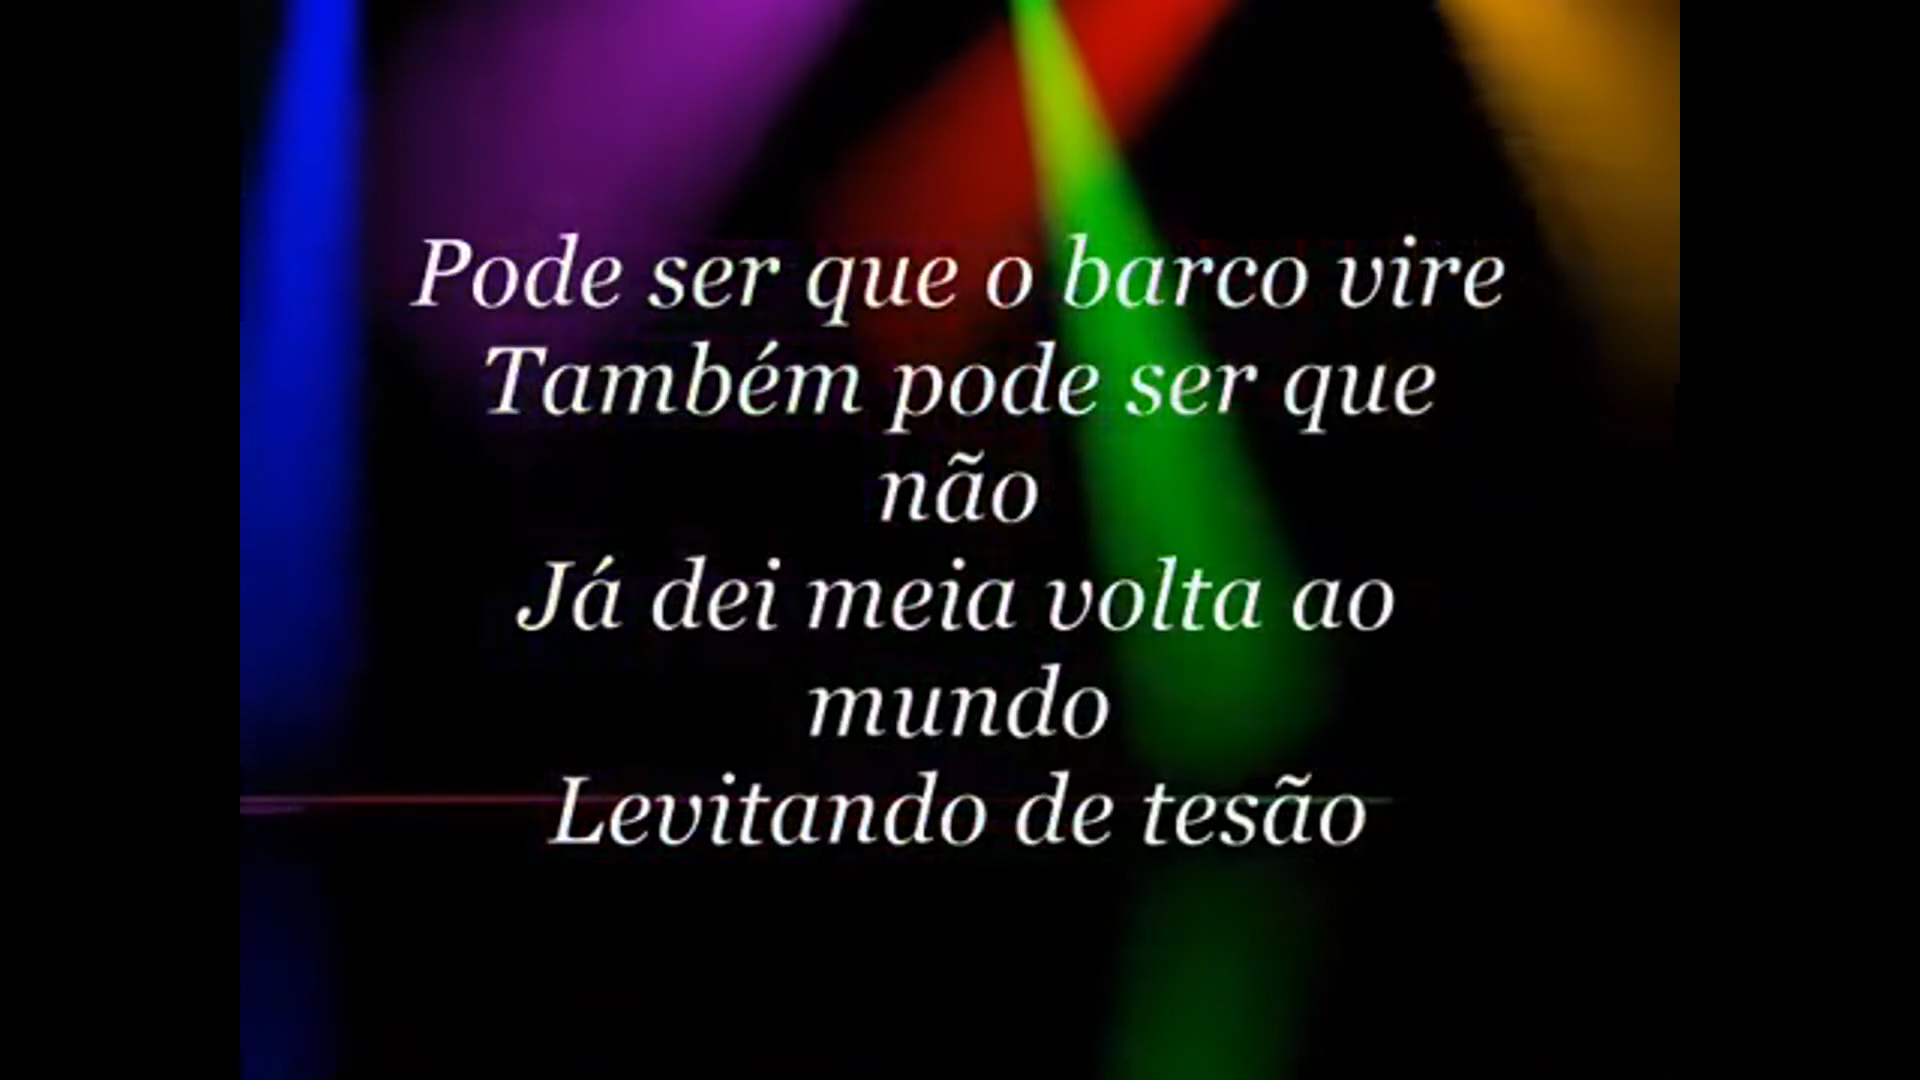 Pode ser que o barco vire
Também pode ser que
não
Já dei meia volta ao
mundo
Levitando de tesão